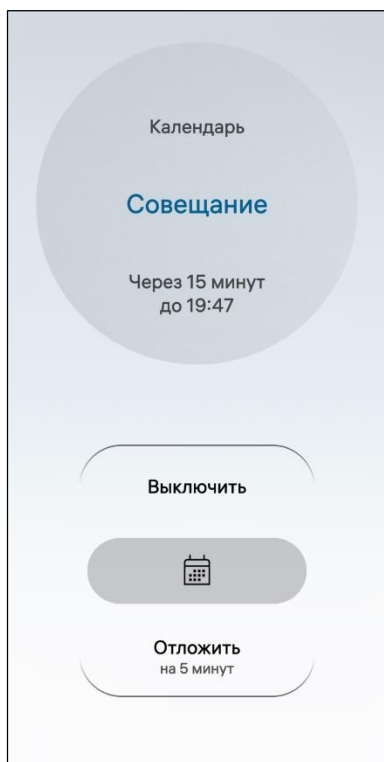 Календарь
Совещание
Через 15 минут
до 19:47
Выключить
Отложить
на 5 минут